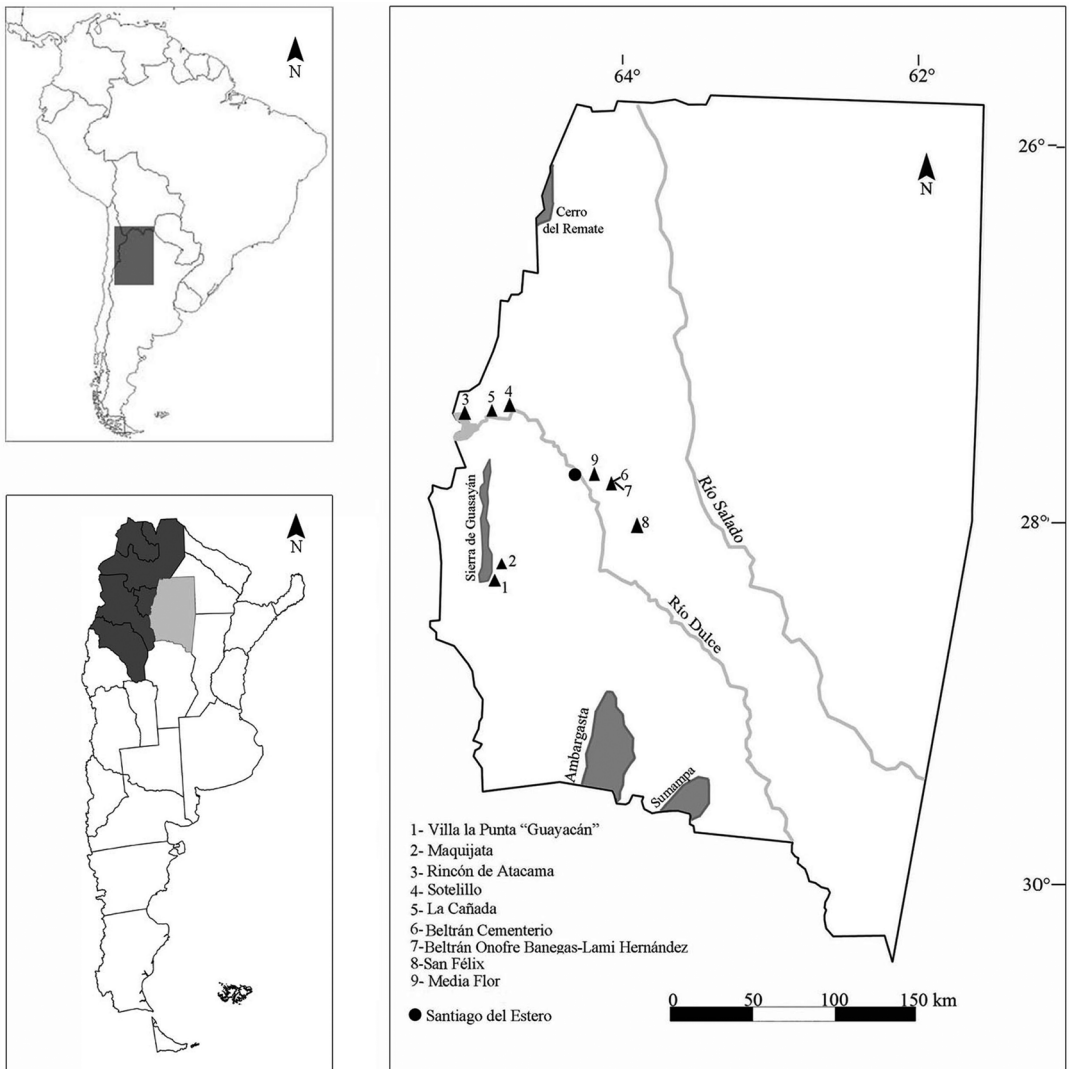 N
N
64°
62°
26°
N
Cerro
del Remate
3
5
4
9
6
7
8
Río Salado
28°
Sierra de Guasayán
2
1
Río Dulce
Ambargasta
Sumampa
1- Villa la Punta “Guayacán”
2- Maquijata
3- Rincón de Atacama
4- Sotelillo
5- La Cañada
6- Beltrán Cementerio
7-Beltrán Onofre Banegas-Lami Hernández
8-San Félix
9- Media Flor
30°
Santiago del Estero
0 50 100 150 km